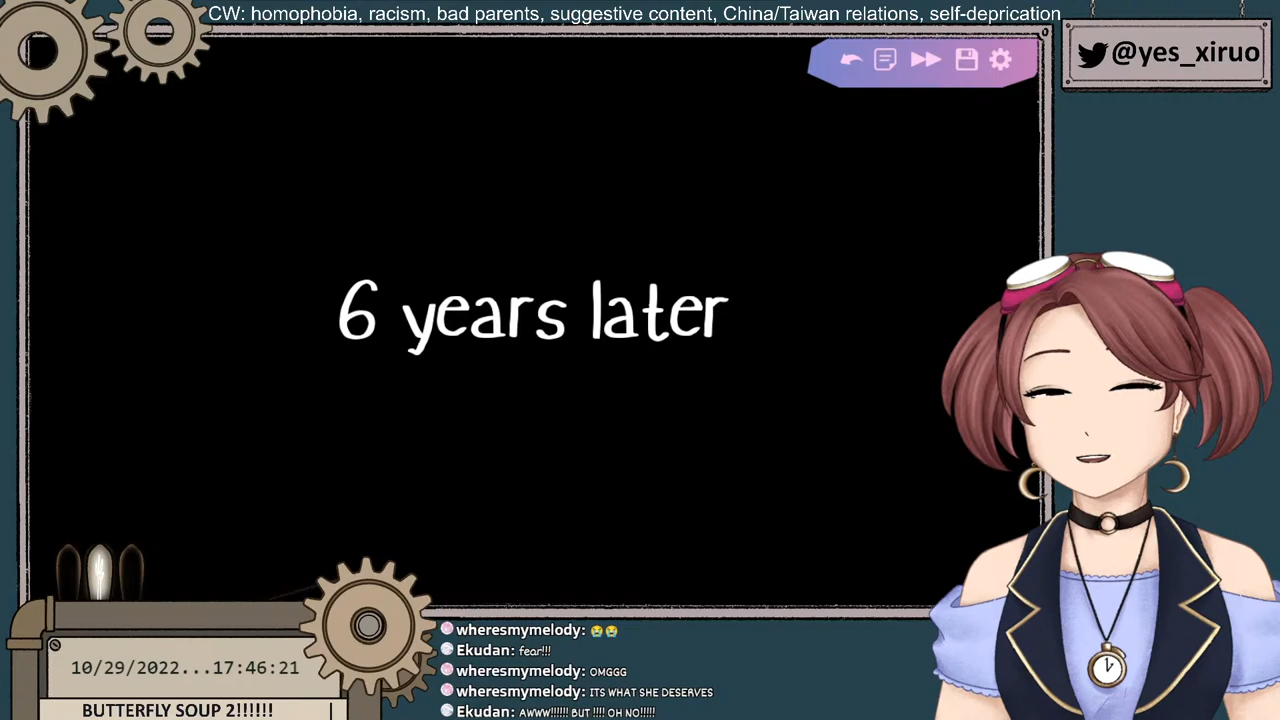 CW: homophobia, racism, bad parents, suggestive content, China/Taiwan relations, self-deprication
@yes_xiruo
6 years later
10/29/2022...17:46:21
BUTTERFLY SOUP 2!!!!!!
wheresmymelody: 😭😭
Ekudan: fear!!!
wheresmymelody: OMGGG
wheresmymelody: ITS WHAT SHE DESERVES
Ekudan: AWWW!!!!!! BUT !!!! OH NO!!!!!